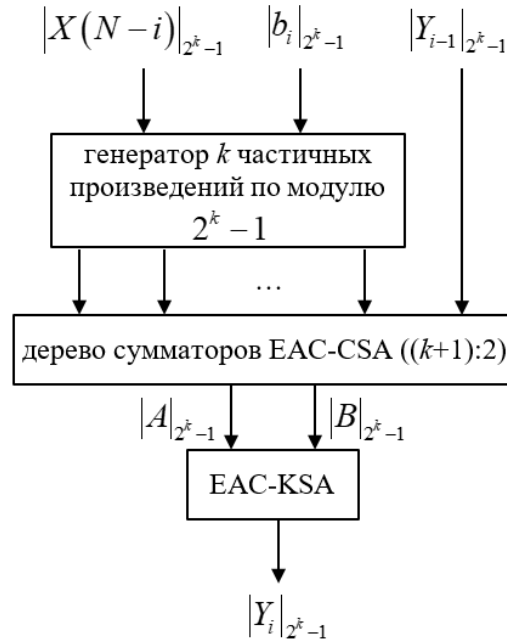 |X(N−i)|_{2^k−1} |b_i|_{2^k−1} |Y_{i−1}|_{2^k−1}
генератор k частичных
произведений по модулю
2^k − 1
...
дерево сумматоров EAC-CSA ((k+1):2)
|A|_{2^k−1} |B|_{2^k−1}
EAC-KSA
|Y_i|_{2^k−1}